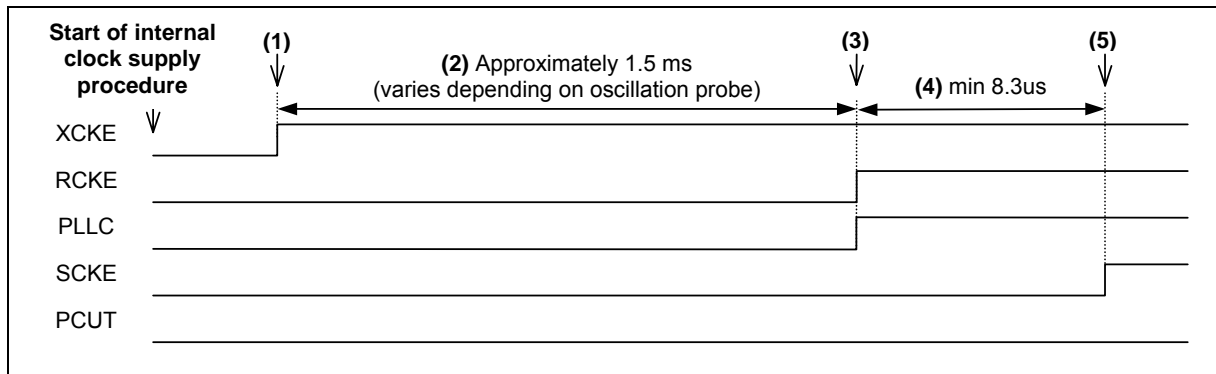 Start of internal
clock supply
procedure
(1)
(2) Approximately 1.5 ms
(varies depending on oscillation probe)
(3)
(4) min 8.3us
(5)
XCKE
RCKE
PLLC
SCKE
PCUT